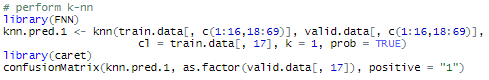 # perform k-nn
library(FNN)
knn.pred.1 <- knn(train.data[, c(1:16,18:69)], valid.data[, c(1:16,18:69)],
cl = train.data[, 17], k = 1, prob = TRUE)
library(caret)
confusionMatrix(knn.pred.1, as.factor(valid.data[, 17]), positive = "1")